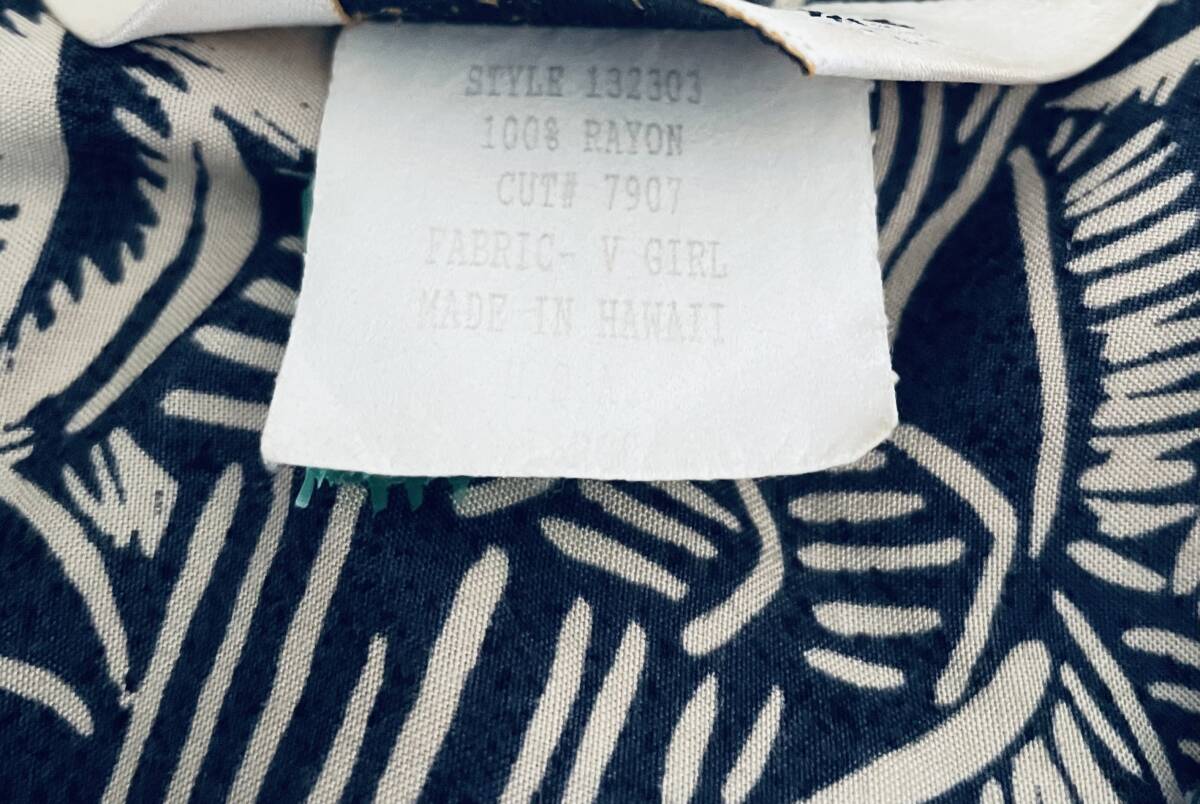 STYLE 132303
100% RAYON
CUT# 7907
FABRIC- V GIRL
MADE IN HAWAII
U.S.A.